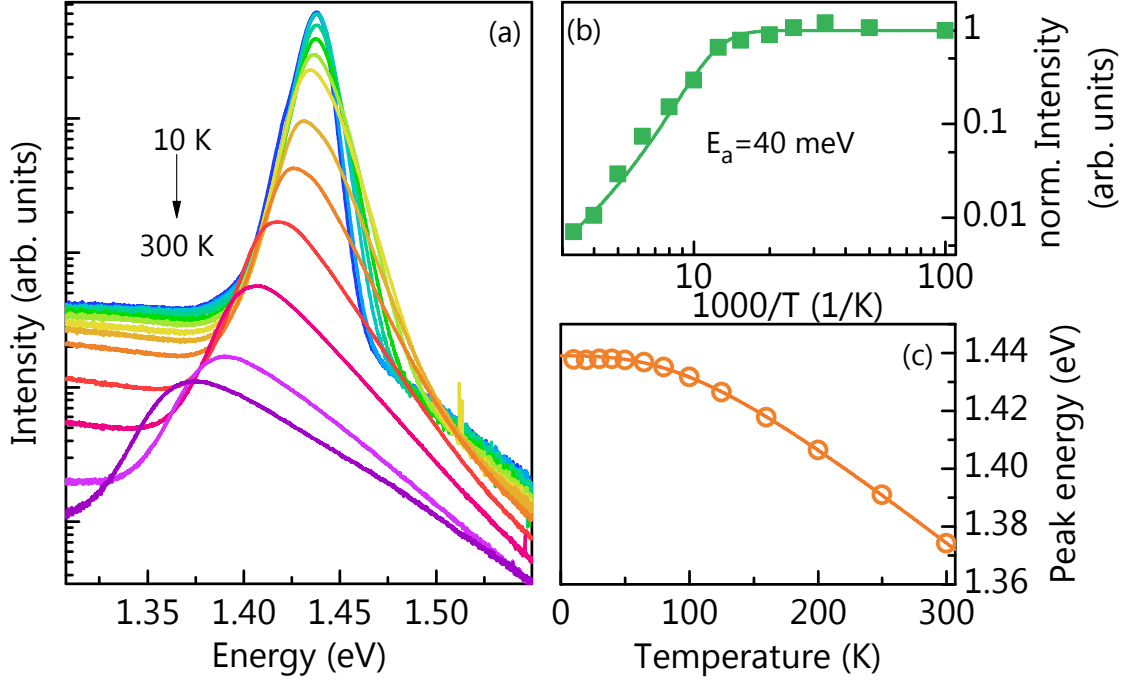 (a)
10 K
300 K
Intensity (arb. units)
1.35 1.40 1.45 1.50
Energy (eV)
(b)
E_a=40 meV
1
0.1
0.01
norm. Intensity
(arb. units)
10 100
1000/T (1/K)
(c)
1.44
1.42
1.40
1.38
1.36
Peak energy (eV)
0 100 200 300
Temperature (K)